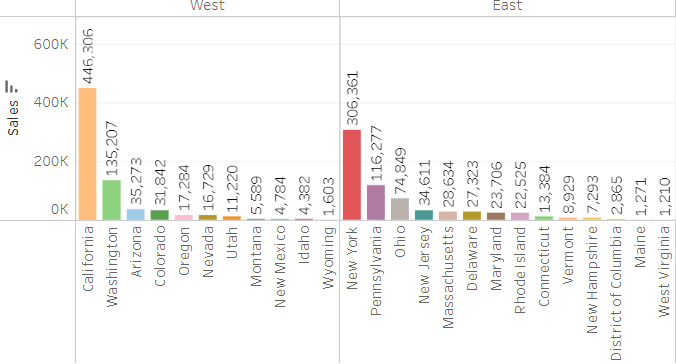 West
East
Sales
600K
400K
200K
0K
446,306
135,207
35,273
31,842
17,284
16,729
11,220
5,589
4,784
4,382
1,603
306,361
116,277
74,849
34,611
28,634
27,323
23,706
22,525
13,384
8,929
7,293
2,865
1,271
1,210
California
Washington
Arizona
Colorado
Oregon
Nevada
Utah
Montana
New Mexico
Idaho
Wyoming
New York
Pennsylvania
Ohio
New Jersey
Massachusetts
Delaware
Maryland
Rhode Island
Connecticut
Vermont
New Hampshire
District of Columbia
Maine
West Virginia